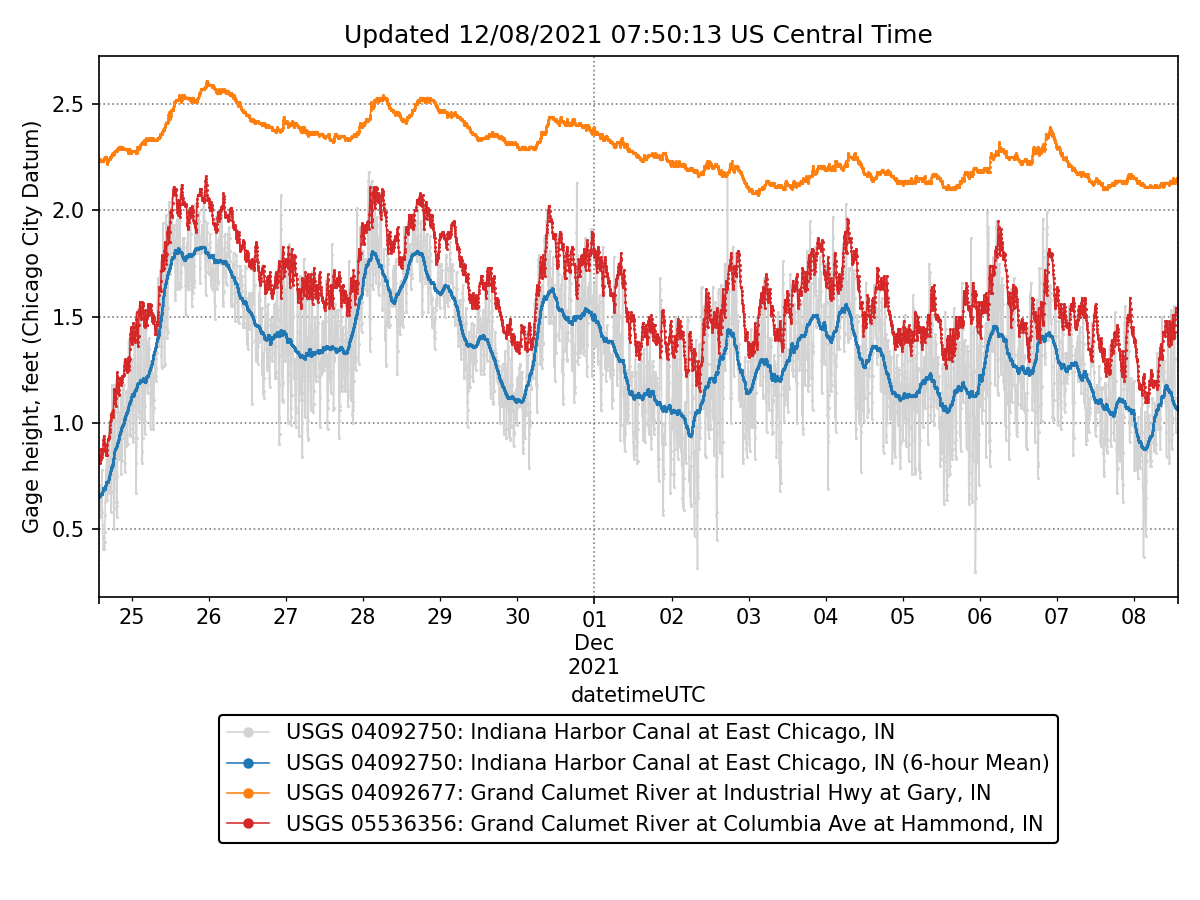 Updated 12/08/2021 07:50:13 US Central Time
Gage height, feet (Chicago City Datum)
2.5
2.0
1.5
1.0
0.5
25 26 27 28 29 30 01 02 03 04 05 06 07 08
Dec
2021
datetimeUTC
USGS 04092750: Indiana Harbor Canal at East Chicago, IN
USGS 04092750: Indiana Harbor Canal at East Chicago, IN (6-hour Mean)
USGS 04092677: Grand Calumet River at Industrial Hwy at Gary, IN
USGS 05536356: Grand Calumet River at Columbia Ave at Hammond, IN